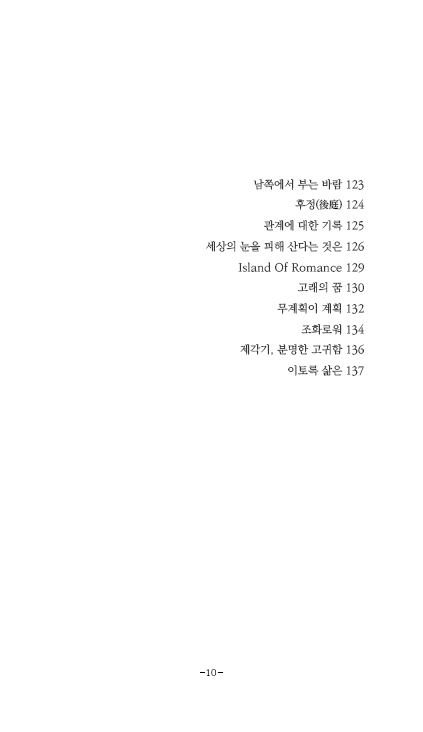 남쪽에서 부는 바람 123
후정(後庭) 124
관계에 대한 기록 125
세상의 눈을 피해 산다는 것은 126
Island Of Romance 129
고래의 꿈 130
무계획이 계획 132
조화로워 134
제각기, 분명한 고귀함 136
이토록 삶은 137
-10-